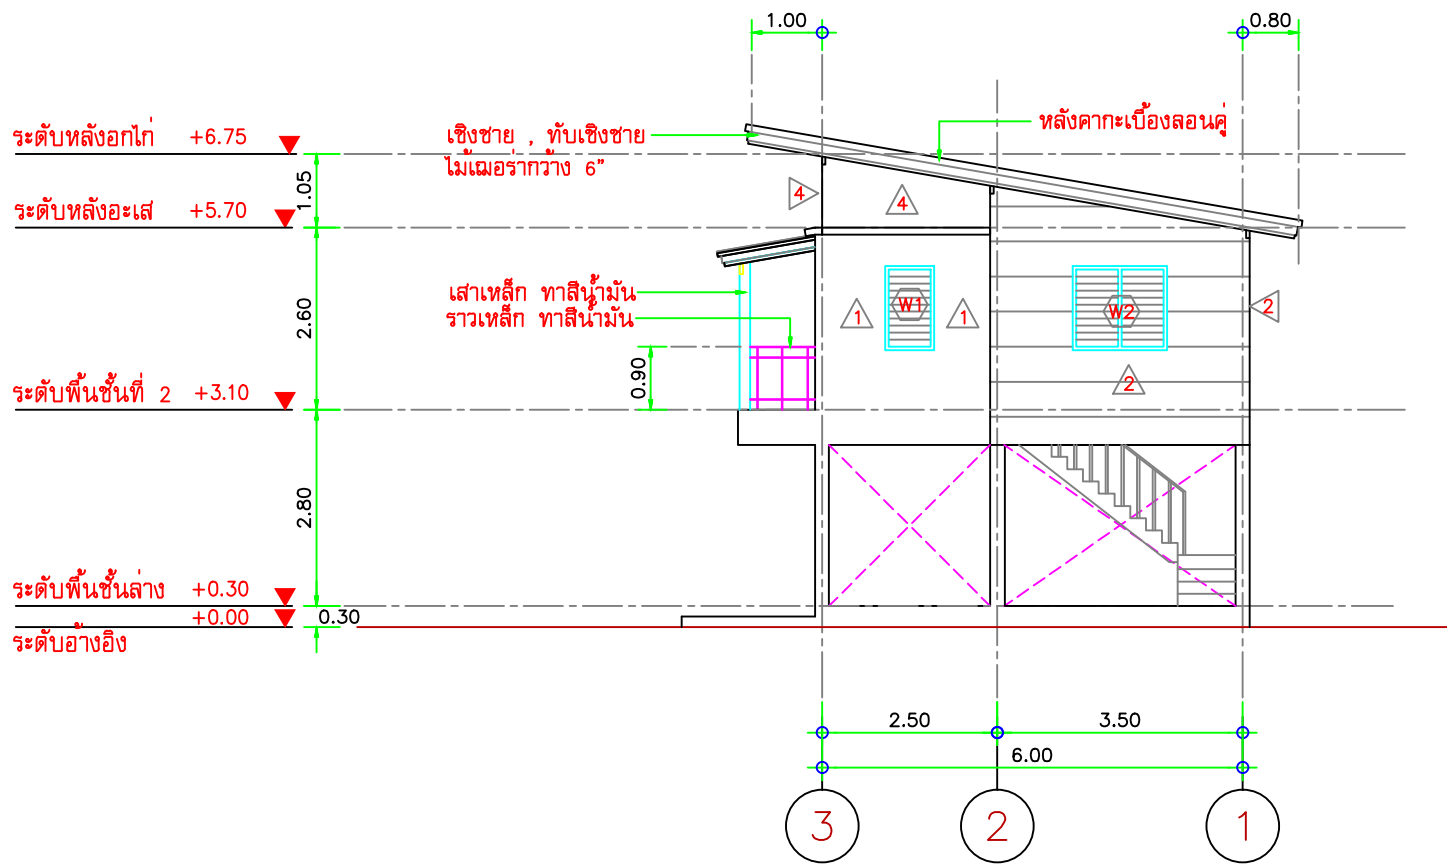 1.00
0.80
ระดับหลังอกไก่ +6.75
เชิงชาย , ทับเชิงชาย
ไม้เฌอร่ากว้าง 6"
หลังคากะเบื้องลอนคู่
1.05
4
4
ระดับหลังอะเส +5.70
2.60
เสาเหล็ก ทาสีน้ำมัน
ราวเหล็ก ทาสีน้ำมัน
W1
W2
1
1
2
2
0.90
ระดับพื้นชั้นที่ 2 +3.10
2.80
ระดับพื้นชั้นล่าง +0.30
+0.00
0.30
ระดับอ้างอิง
2.50
3.50
6.00
3
2
1